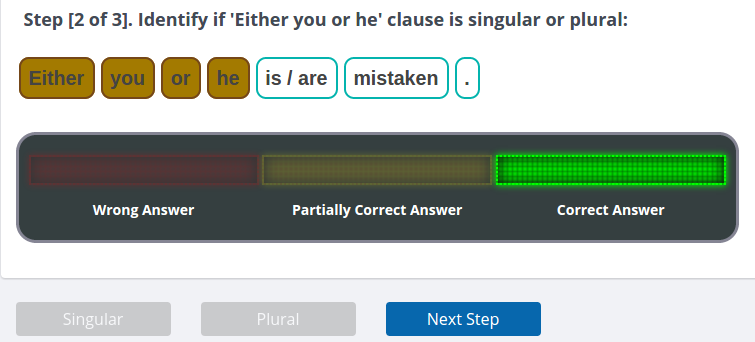 Step [2 of 3]. Identify if 'Either you or he' clause is singular or plural:
Either you or he is / are mistaken .
Wrong Answer Partially Correct Answer Correct Answer
Singular Plural Next Step